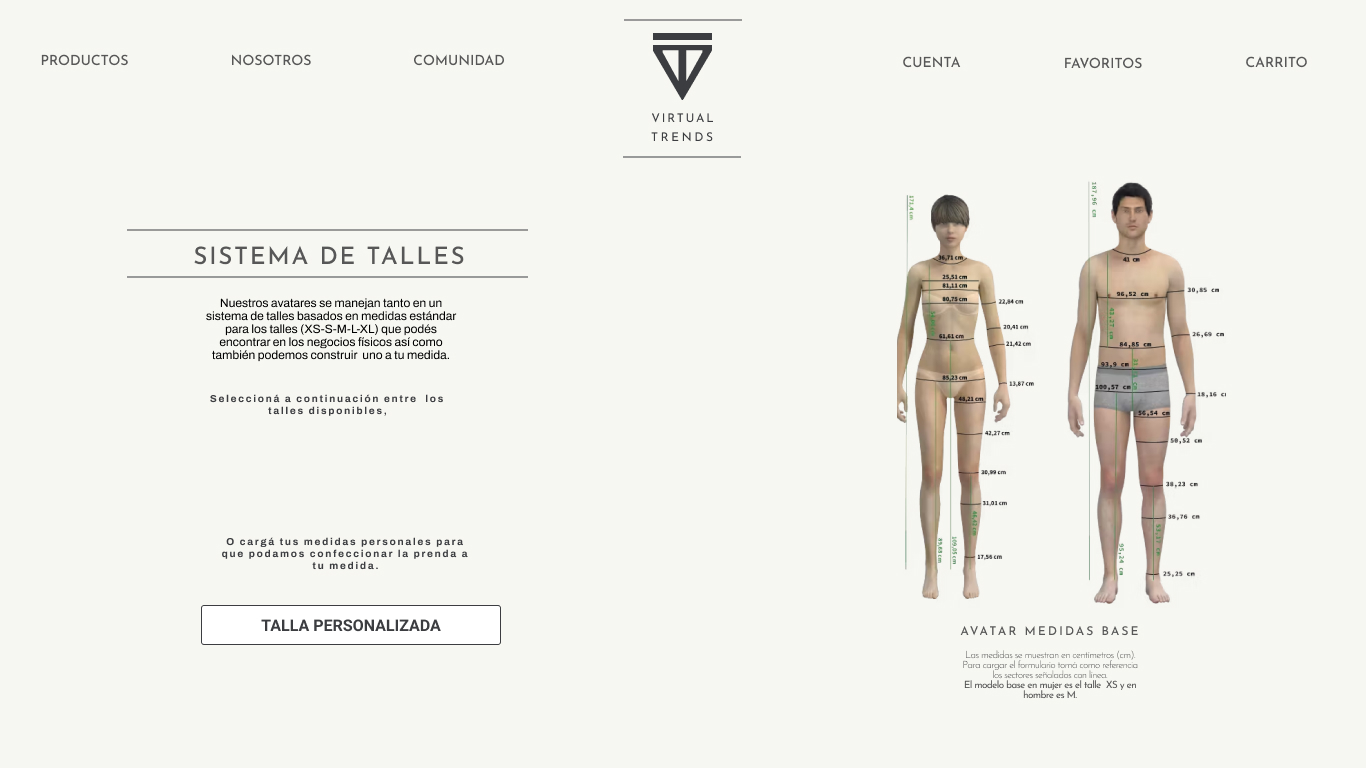 PRODUCTOS
NOSOTROS
COMUNIDAD
VIRTUAL
TRENDS
CUENTA
FAVORITOS
CARRITO
SISTEMA DE TALLES
Nuestros avatares se manejan tanto en un
sistema de talles basados en medidas estándar
para los talles (XS-S-M-L-XL) que podés
encontrar en los negocios físicos así como
también podemos construir uno a tu medida.
Seleccioná a continuación entre los
talles disponibles,
O cargá tus medidas personales para
que podamos confeccionar la prenda a
tu medida.
TALLA PERSONALIZADA
36,71 cm
25,51 cm
81,11 cm
80,75 cm
22,84 cm
20,41 cm
61,61 cm
21,42 cm
85,23 cm
13,87 cm
48,21 cm
42,27 cm
30,99 cm
31,01 cm
17,56 cm
187,96 cm
41 cm
96,52 cm
30,85 cm
26,69 cm
84,85 cm
93,9 cm
100,57 cm
18,16
56,54 cm
50,52 cm
38,23 cm
36,76 cm
25,25 cm
AVATAR MEDIDAS BASE
Las medidas se muestran en centímetros (cm).
Para cargar el formulario tomá como referencia
los sectores señalados con línea.
El modelo base en mujer es el talle XS y en
hombre es M.